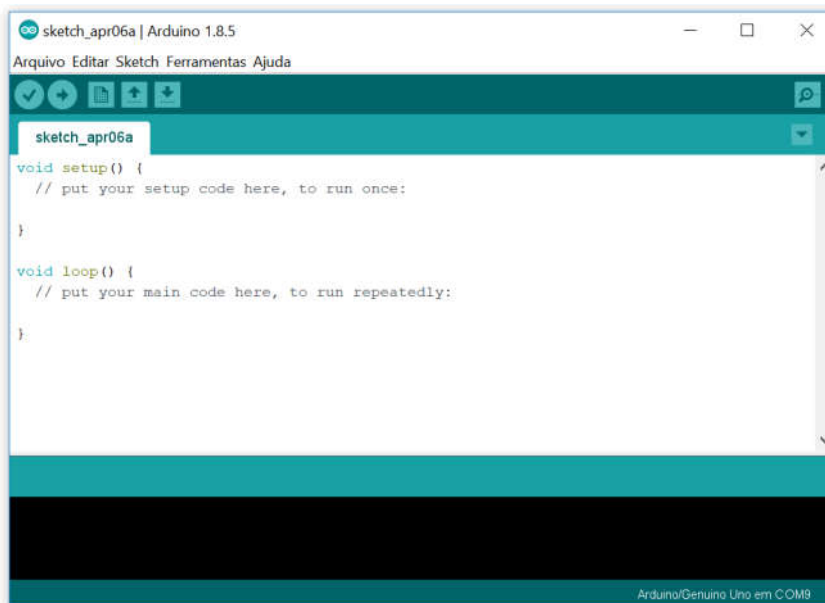 sketch_apr06a | Arduino 1.8.5
Arquivo Editar Sketch Ferramentas Ajuda
sketch_apr06a
void setup() {
// put your setup code here, to run once:
}
void loop() {
// put your main code here, to run repeatedly:
}
Arduino/Genuino Uno em COM9